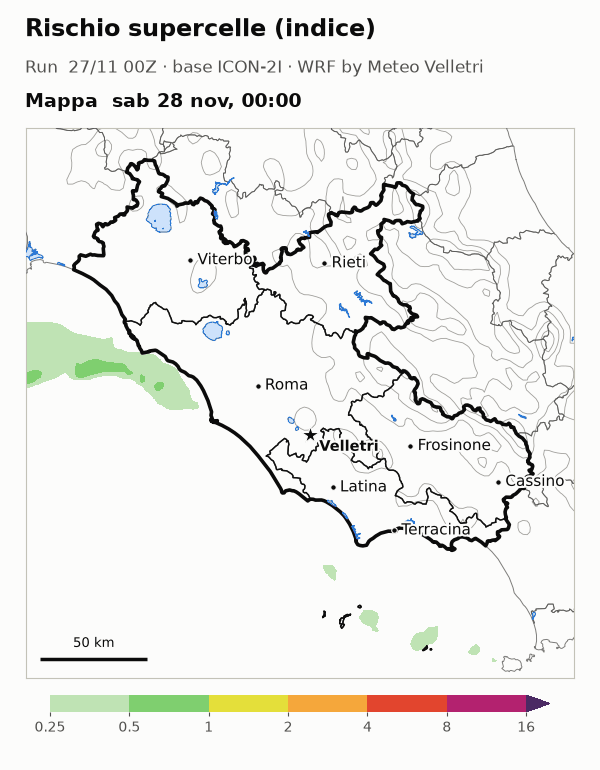 Rischio supercelle (indice)
Run  27/11 00Z · base ICON-2I · WRF by Meteo Velletri
Mappa  sab 28 nov, 00:00
Viterbo
Rieti
Roma
Velletri
Frosinone
Cassino
Latina
Terracina
50 km
0.25 0.5 1 2 4 8 16